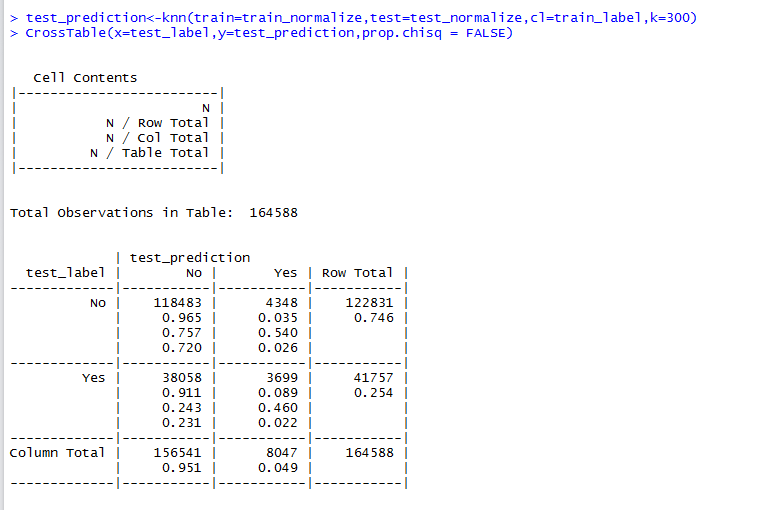 > test_prediction<-knn(train=train_normalize,test=test_normalize,cl=train_label,k=300)
> CrossTable(x=test_label,y=test_prediction,prop.chisq = FALSE)
Cell Contents
|-------------------------|
|                       N |
|           N / Row Total |
|           N / Col Total |
|         N / Table Total |
|-------------------------|
Total Observations in Table:  164588
             | test_prediction
  test_label |        No |       Yes | Row Total |
-------------|-----------|-----------|-----------|
          No |    118483 |      4348 |    122831 |
             |     0.965 |     0.035 |     0.746 |
             |     0.757 |     0.540 |           |
             |     0.720 |     0.026 |           |
-------------|-----------|-----------|-----------|
         Yes |     38058 |      3699 |     41757 |
             |     0.911 |     0.089 |     0.254 |
             |     0.243 |     0.460 |           |
             |     0.231 |     0.022 |           |
-------------|-----------|-----------|-----------|
Column Total |    156541 |      8047 |    164588 |
             |     0.951 |     0.049 |           |
-------------|-----------|-----------|-----------|